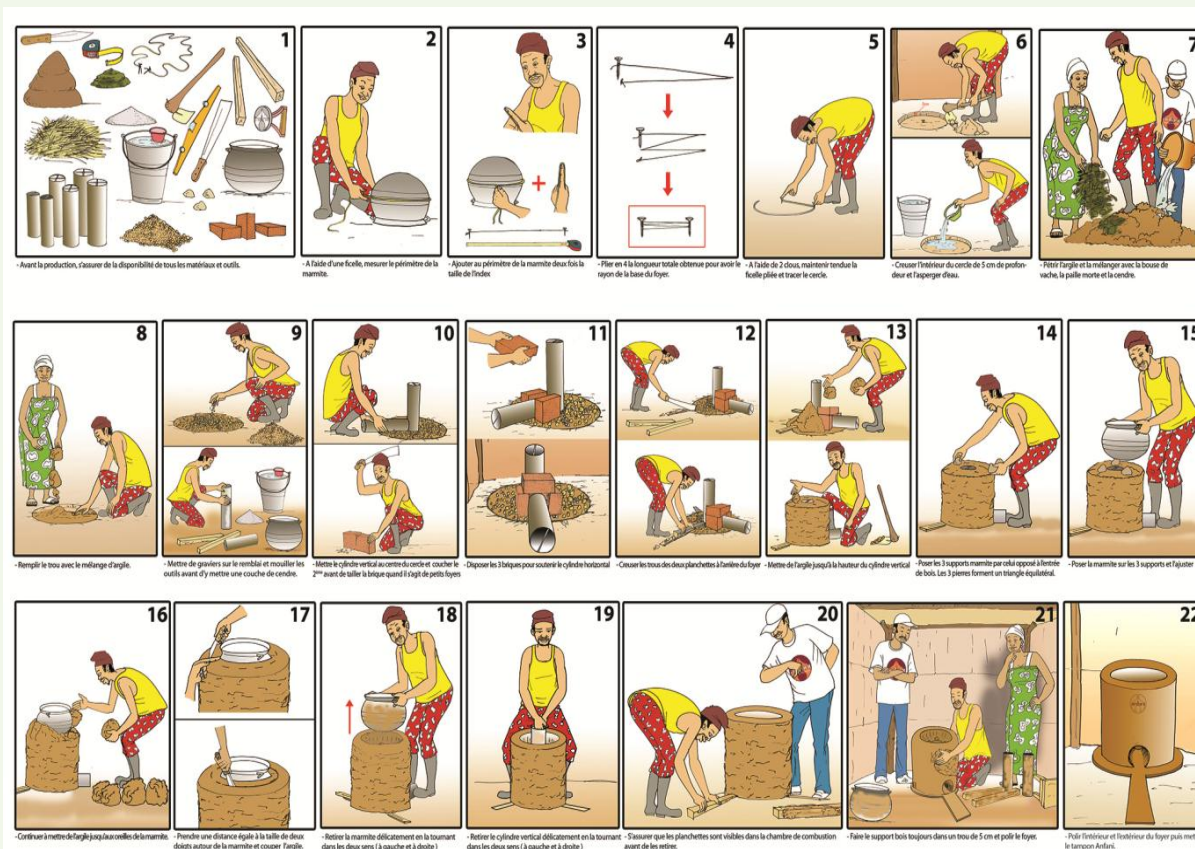 1
- Avant la production, s'assurer de la disponibilité de tous les matériaux et outils.
2
- A l'aide d'une ficelle, mesurer le périmètre de la
marmite.
3
- Ajouter au périmètre de la marmite deux fois la
taille de l'index
4
- Plier en 4 la longueur totale obtenue pour avoir le
rayon de la base du foyer.
5
- A l'aide de 2 clous, maintenir tendue la
ficelle pliée et tracer le cercle.
6
- Creuser l'intérieur du cercle de 5 cm de profon-
deur et l'asperger d'eau.
7
- Pétrir l'argile et la mélanger avec la bouse de
vache, la paille morte et la cendre.
8
- Remplir le trou avec le mélange d'argile.
9
- Mettre de graviers sur le remblai et mouiller les
outils avant d'y mettre une couche de cendre.
10
- Mettre le cylindre vertical au centre du cercle et coucher le
2ème avant de tailler la brique quand il s'agit de petits foyers
11
- Disposer les 3 briques pour soutenir le cylindre horizontal
12
- Creuser les trous des deux planchettes à l'arrière du foyer
13
- Mettre de l'argile jusqu'à la hauteur du cylindre vertical
14
- Poser les 3 supports marmite par celui opposé à l'entrée
de bois. Les 3 pierres forment un triangle équilatéral.
15
- Poser la marmite sur les 3 supports et l'ajuster
16
- Continuer à mettre de l'argile jusqu'aux oreilles de la marmite.
17
- Prendre une distance égale à la taille de deux
doigts autour de la marmite et couper l'argile.
18
- Retirer la marmite délicatement en la tournant
dans les deux sens ( à gauche et à droite )
19
- Retirer le cylindre vertical délicatement en la tournant
dans les deux sens ( à gauche et à droite )
20
- S'assurer que les planchettes sont visibles dans la chambre de combustion
avant de les retirer.
21
- Faire le support bois toujours dans un trou de 5 cm et polir le foyer.
22
- Polir l'intérieur et l'extérieur du foyer puis met
le tampon Anfani.